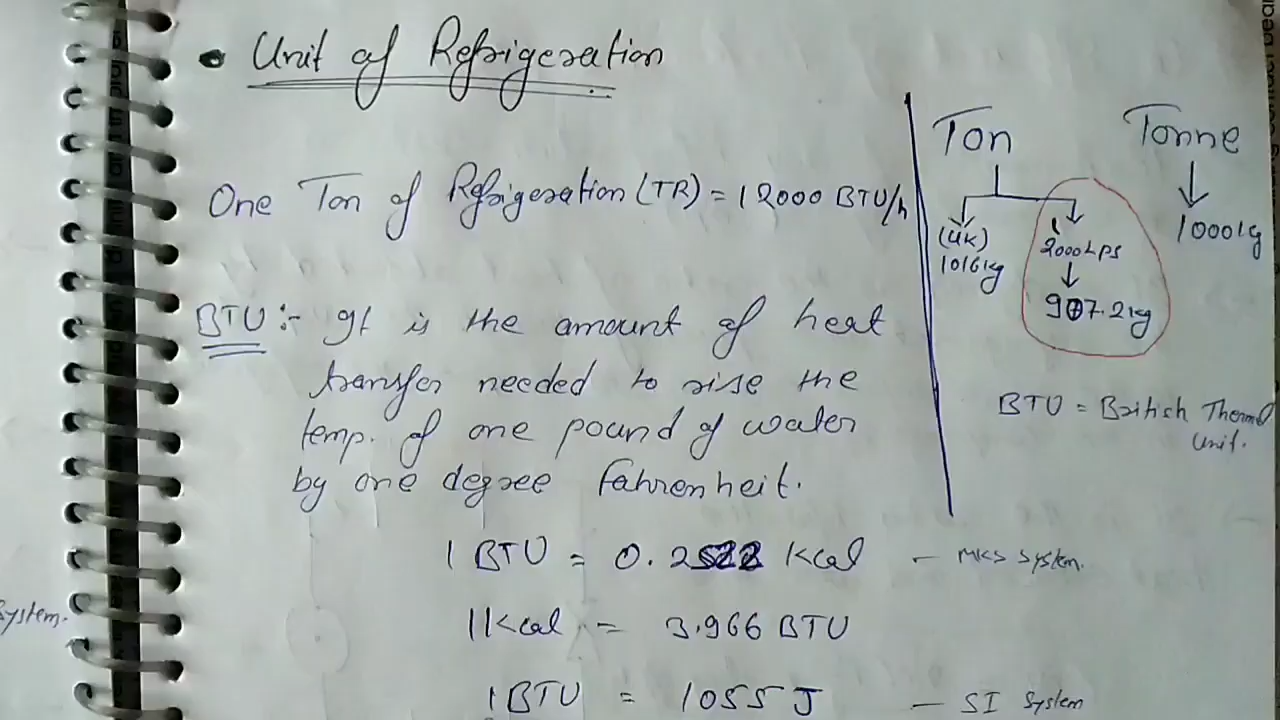 • Unit of Refrigeration
One Ton of Refrigeration (TR) = 12000 BTU/h
BTU :- It is the amount of heat
transfer needed to rise the
temp. of one pound of water
by one degree Fahrenheit.
1 BTU = 0.2522 Kcal - MKS System.
1 Kcal = 3.966 BTU
1 BTU = 1055 J - SI System
Ton
(UK)
1016kg
2000 Lps
907.2kg
Tonne
1000kg
BTU = British Thermal
Unit.
System.